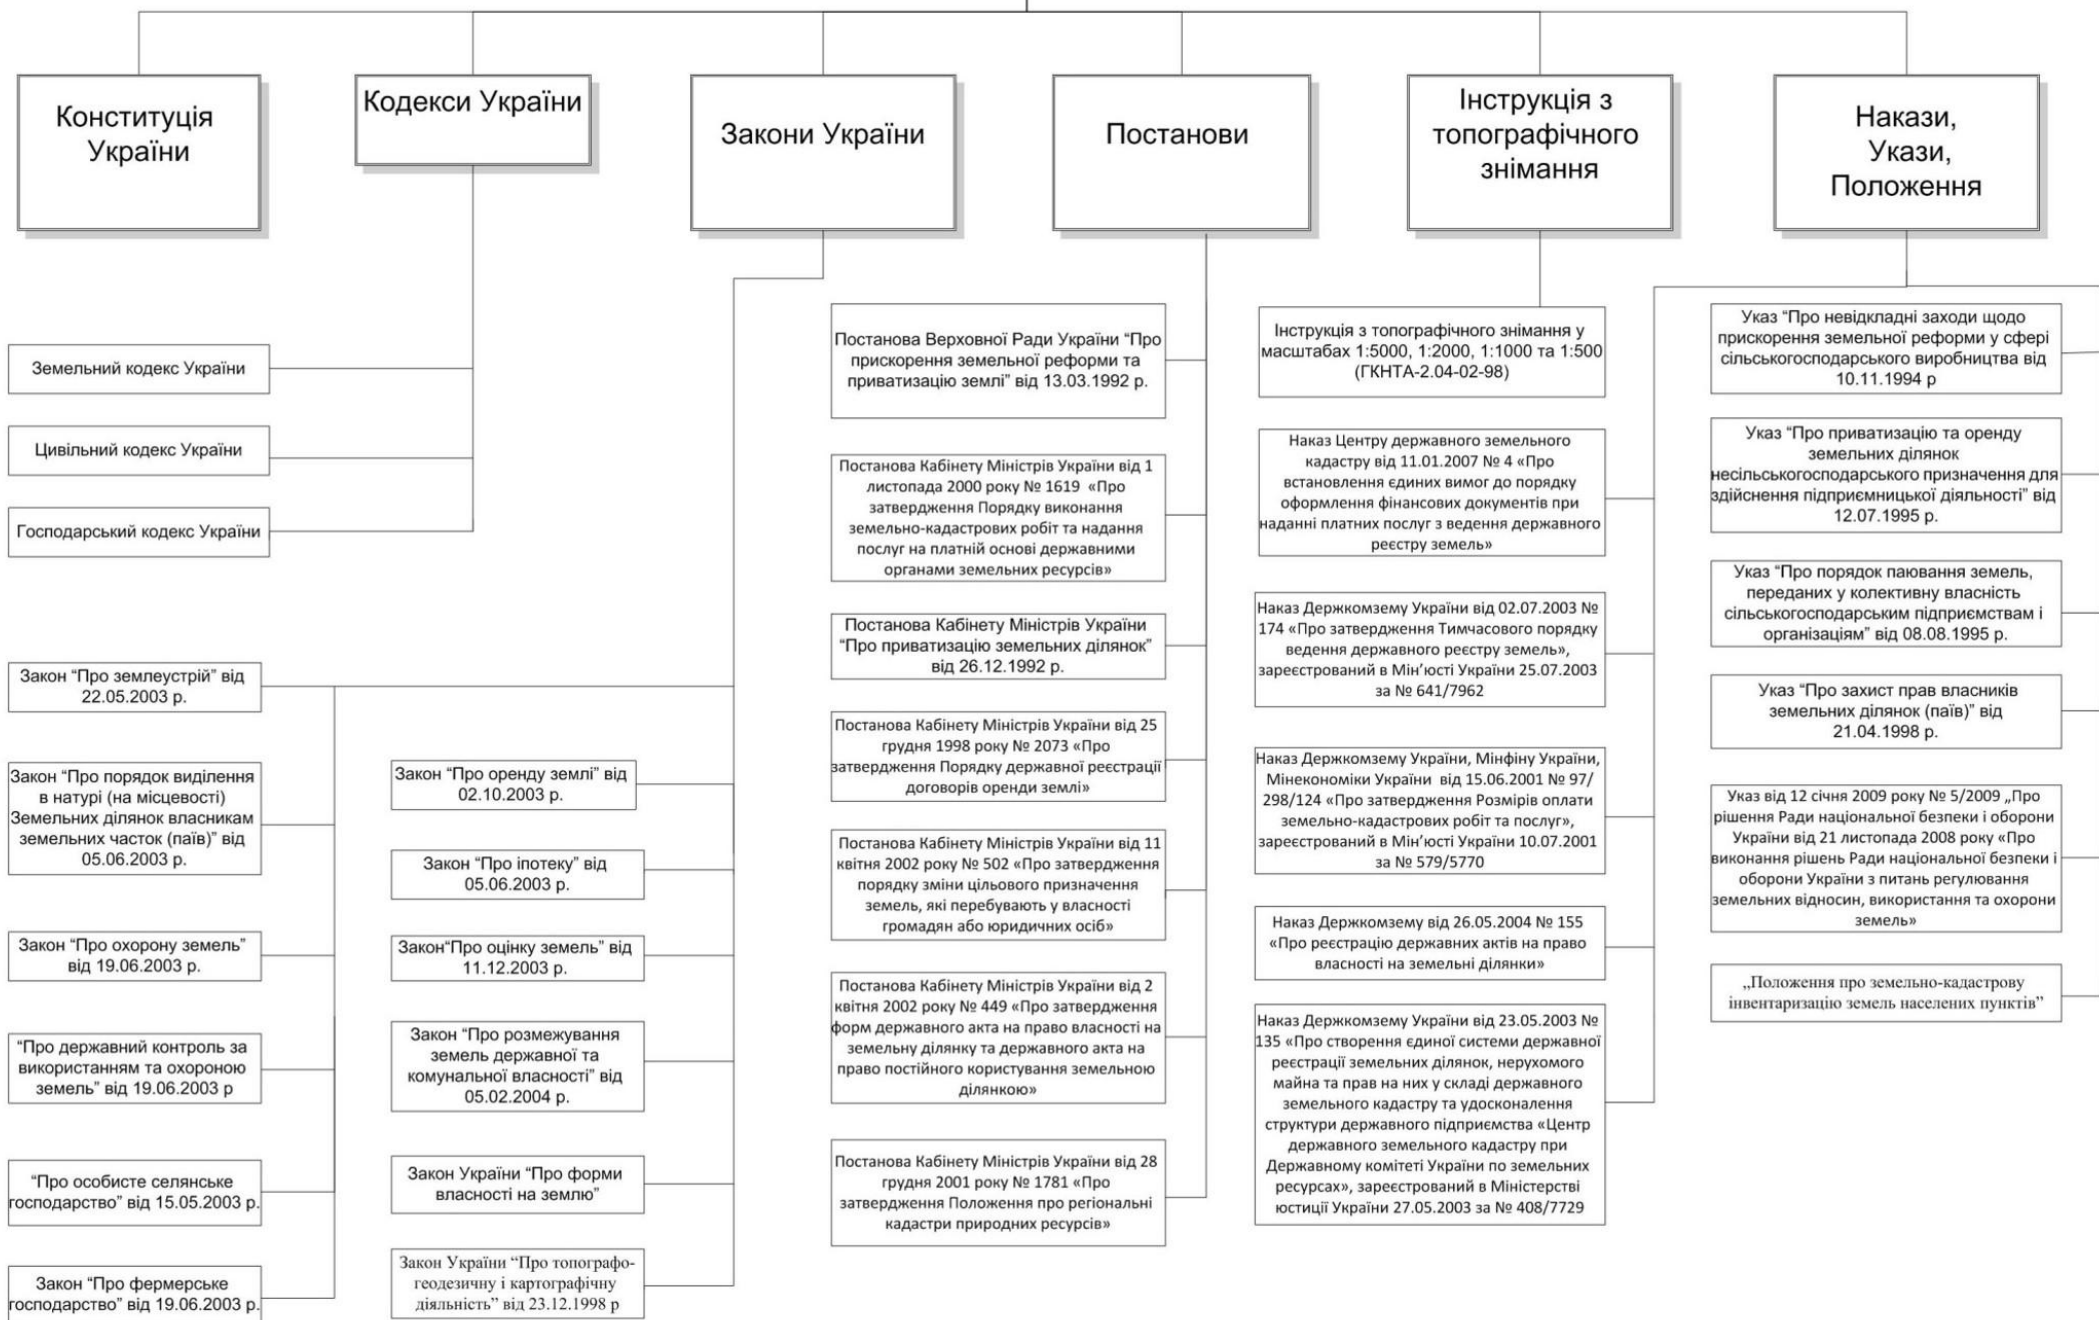 Конституція
України
Кодекси України
Закони України
Постанови
Інструкція з
топографічного
знімання
Накази,
Укази,
Положення
Земельний кодекс України
Цивільний кодекс України
Господарський кодекс України
Закон “Про землеустрій” від
22.05.2003 р.
Закон “Про порядок виділення
в натурі (на місцевості)
Земельних ділянок власникам
земельних часток (паїв)” від
05.06.2003 р.
Закон “Про охорону земель”
від 19.06.2003 р.
“Про державний контроль за
використанням та охороною
земель” від 19.06.2003 р
“Про особисте селянське
господарство” від 15.05.2003 р.
Закон “Про фермерське
господарство” від 19.06.2003 р.
Закон “Про оренду землі” від
02.10.2003 р.
Закон “Про іпотеку” від
05.06.2003 р.
Закон“Про оцінку земель” від
11.12.2003 р.
Закон “Про розмежування
земель державної та
комунальної власності” від
05.02.2004 р.
Закон України “Про форми
власності на землю”
Закон України “Про топографо-
геодезичну і картографічну
діяльність” від 23.12.1998 р
Постанова Верховної Ради України “Про
прискорення земельної реформи та
приватизацію землі” від 13.03.1992 р.
Постанова Кабінету Міністрів України від 1
листопада 2000 року № 1619 «Про
затвердження Порядку виконання
земельно-кадастрових робіт та надання
послуг на платній основі державними
органами земельних ресурсів»
Постанова Кабінету Міністрів України
“Про приватизацію земельних ділянок”
від 26.12.1992 р.
Постанова Кабінету Міністрів України від 25
грудня 1998 року № 2073 «Про
затвердження Порядку державної реєстрації
договорів оренди землі»
Постанова Кабінету Міністрів України від 11
квітня 2002 року № 502 «Про затвердження
порядку зміни цільового призначення
земель, які перебувають у власності
громадян або юридичних осіб»
Постанова Кабінету Міністрів України від 2
квітня 2002 року № 449 «Про затвердження
форм державного акта на право власності на
земельну ділянку та державного акта на
право постійного користування земельною
ділянкою»
Постанова Кабінету Міністрів України від 28
грудня 2001 року № 1781 «Про
затвердження Положення про регіональні
кадастри природних ресурсів»
Інструкція з топографічного знімання у
масштабах 1:5000, 1:2000, 1:1000 та 1:500
(ГКНТА-2.04-02-98)
Наказ Центру державного земельного
кадастру від 11.01.2007 № 4 «Про
встановлення єдиних вимог до порядку
оформлення фінансових документів при
наданні платних послуг з ведення державного
реєстру земель»
Наказ Держкомзему України від 02.07.2003 №
174 «Про затвердження Тимчасового порядку
ведення державного реєстру земель»,
зареєстрований в Мін’юсті України 25.07.2003
за № 641/7962
Наказ Держкомзему України, Мінфіну України,
Мінекономіки України від 15.06.2001 № 97/
298/124 «Про затвердження Розмірів оплати
земельно-кадастрових робіт та послуг»,
зареєстрований в Мін’юсті України 10.07.2001
за № 579/5770
Наказ Держкомзему від 26.05.2004 № 155
«Про реєстрацію державних актів на право
власності на земельні ділянки»
Наказ Держкомзему України від 23.05.2003 №
135 «Про створення єдиної системи державної
реєстрації земельних ділянок, нерухомого
майна та прав на них у складі державного
земельного кадастру та удосконалення
структури державного підприємства «Центр
державного земельного кадастру при
Державному комітеті України по земельних
ресурсах», зареєстрований в Міністерстві
юстиції України 27.05.2003 за № 408/7729
Указ “Про невідкладні заходи щодо
прискорення земельної реформи у сфері
сільськогосподарського виробництва від
10.11.1994 р
Указ “Про приватизацію та оренду
земельних ділянок
несільськогосподарського призначення для
здійснення підприємницької діяльності” від
12.07.1995 р.
Указ “Про порядок паювання земель,
переданих у колективну власність
сільськогосподарським підприємствам і
організаціям” від 08.08.1995 р.
Указ “Про захист прав власників
земельних ділянок (паїв)” від
21.04.1998 р.
Указ від 12 січня 2009 року № 5/2009 „Про
рішення Ради національної безпеки і оборони
України від 21 листопада 2008 року «Про
виконання рішень Ради національної безпеки і
оборони України з питань регулювання
земельних відносин, використання та охорони
земель»
„Положення про земельно-кадастрову
інвентаризацію земель населених пунктів”